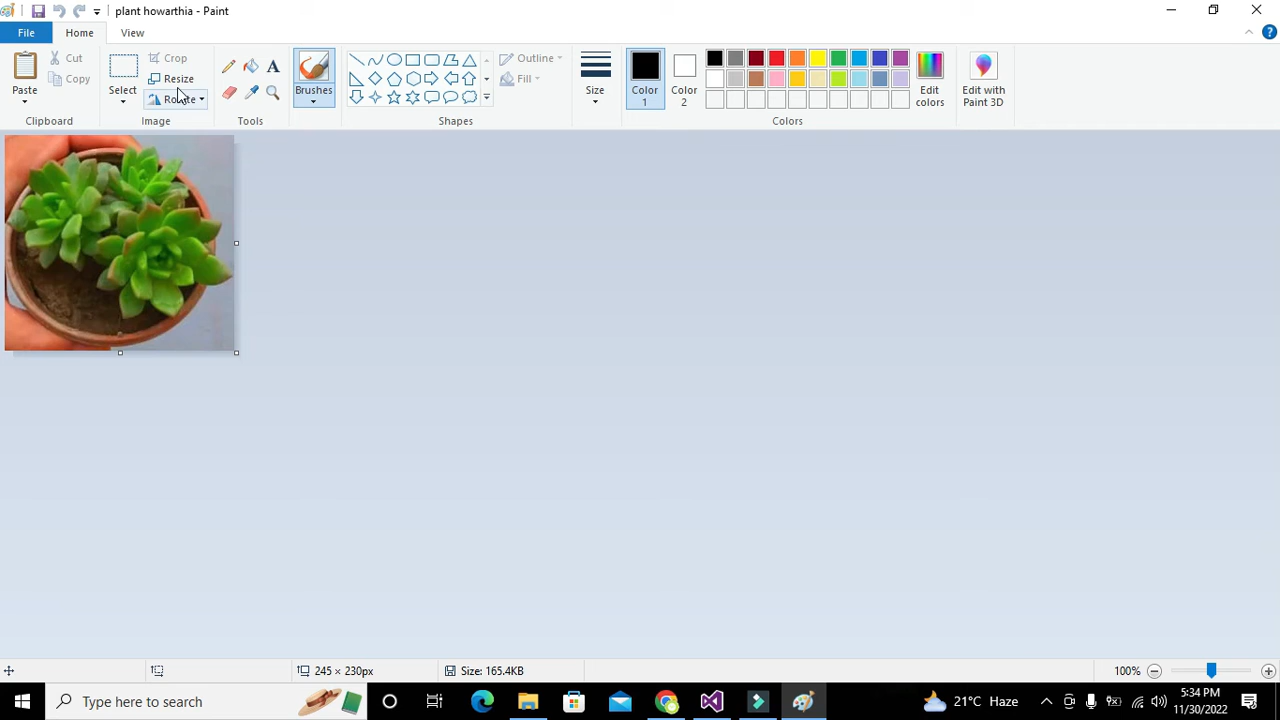 plant howarthia - Paint
File
Home
View
Paste
Cut
Copy
Clipboard
Select
Crop
Resize
Rotate
Image
A
Tools
Brushes
Shapes
Outline
Fill
Size
Color 1
Color 2
Edit colors
Colors
Edit with Paint 3D
245 × 230px
Size: 165.4KB
100%
Type here to search
21°C Haze
5:34 PM
11/30/2022